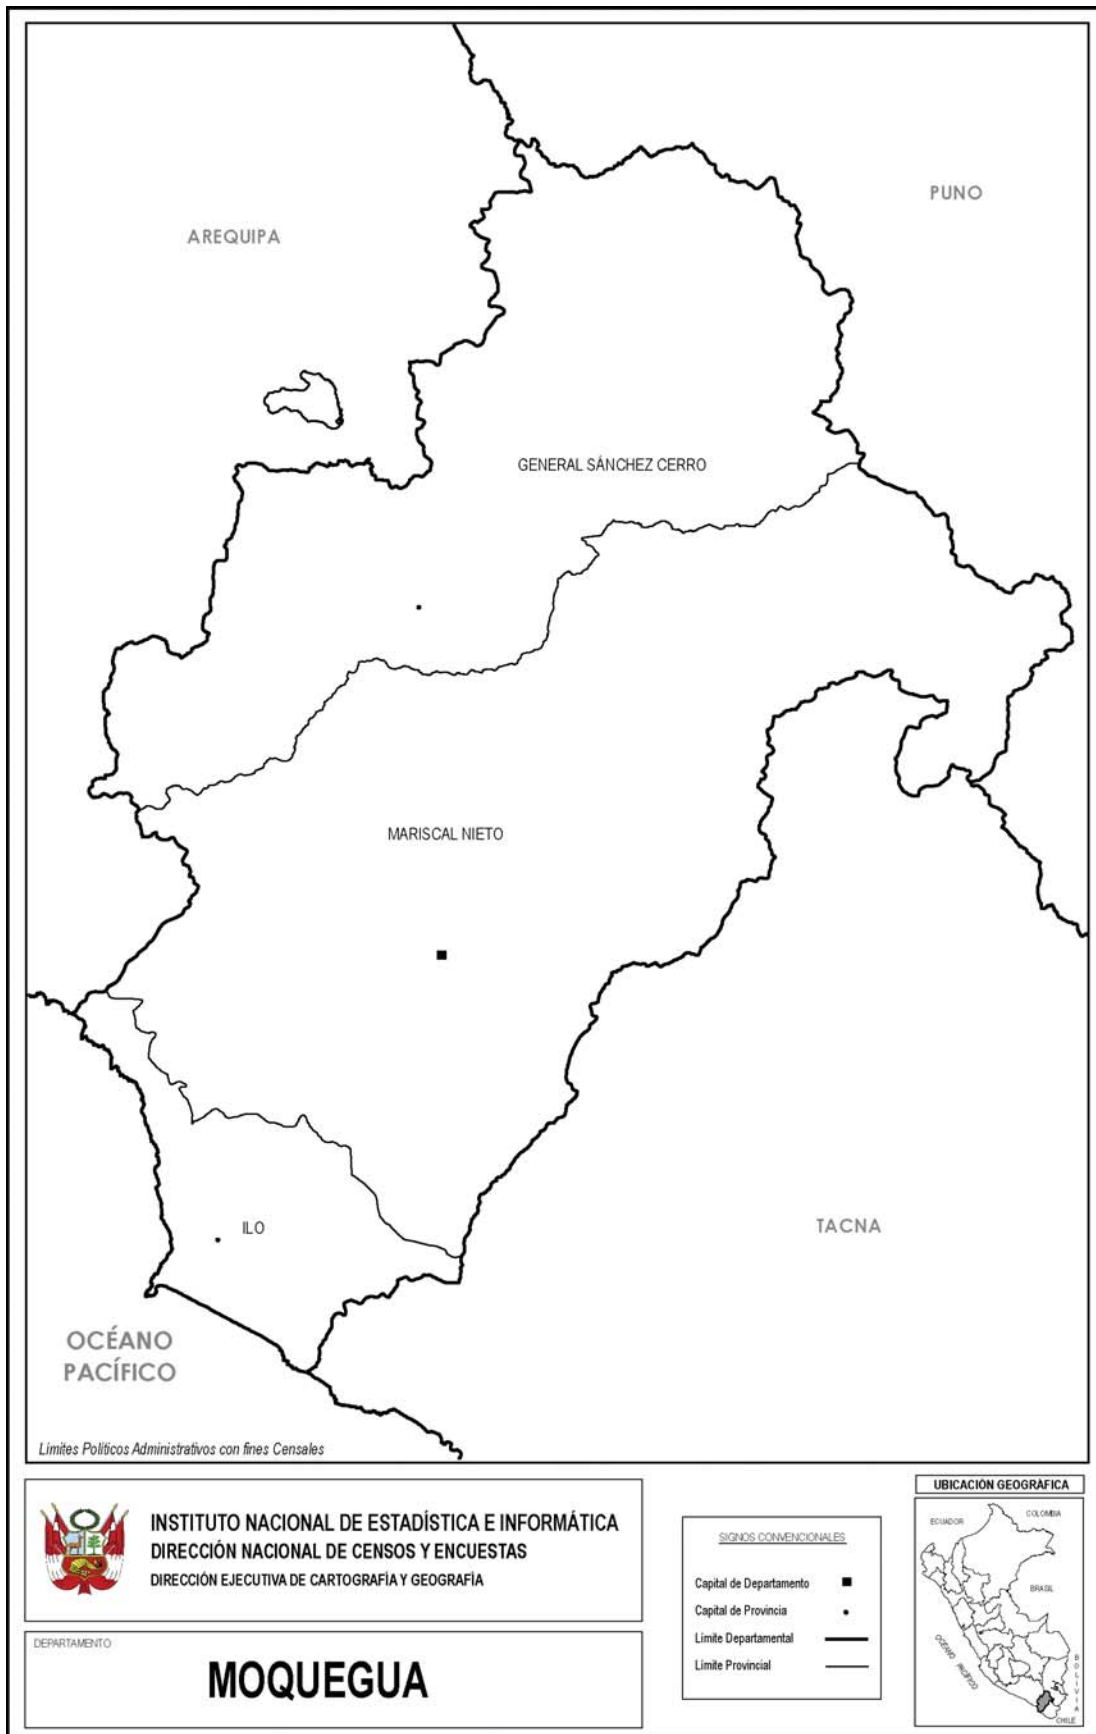 PUNO
AREQUIPA
GENERAL SÁNCHEZ CERRO
MARISCAL NIETO
ILO
TACNA
OCÉANO
PACÍFICO
Límites Políticos Administrativos con fines Censales
INSTITUTO NACIONAL DE ESTADÍSTICA E INFORMÁTICA
DIRECCIÓN NACIONAL DE CENSOS Y ENCUESTAS
DIRECCIÓN EJECUTIVA DE CARTOGRAFÍA Y GEOGRAFÍA
DEPARTAMENTO
MOQUEGUA
SIGNOS CONVENCIONALES
Capital de Departamento
Capital de Provincia
Límite Departamental
Límite Provincial
UBICACIÓN GEOGRÁFICA
ECUADOR
COLOMBIA
BRASIL
OCÉANO PACÍFICO
BOLIVIA
CHILE